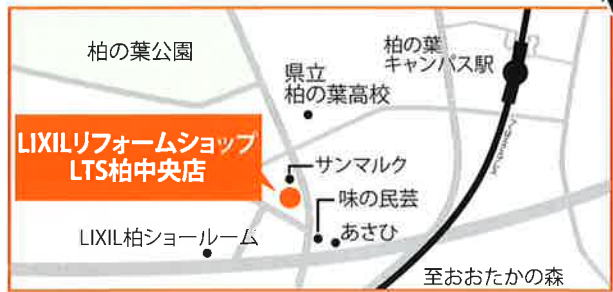 柏の葉公園
柏の葉
キャンパス駅
県立
柏の葉高校
LIXILリフォームショップ
LTS柏中央店
サンマルク
味の民芸
LIXIL柏ショールーム
あさひ
至おおたかの森